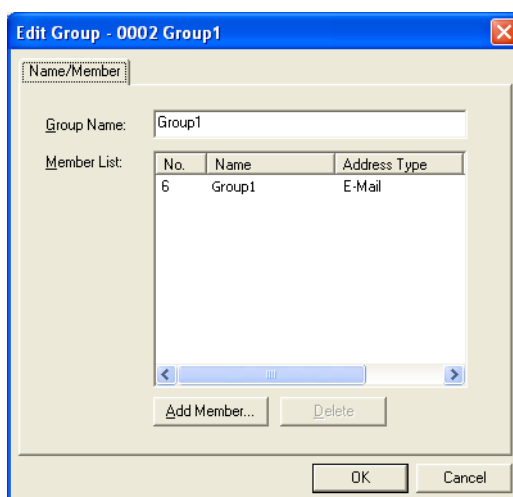 Edit Group - 0002 Group1
Name/Member
Group Name: Group1
Member List: No. Name Address Type
6 Group1 E-Mail
Add Member... Delete
OK Cancel